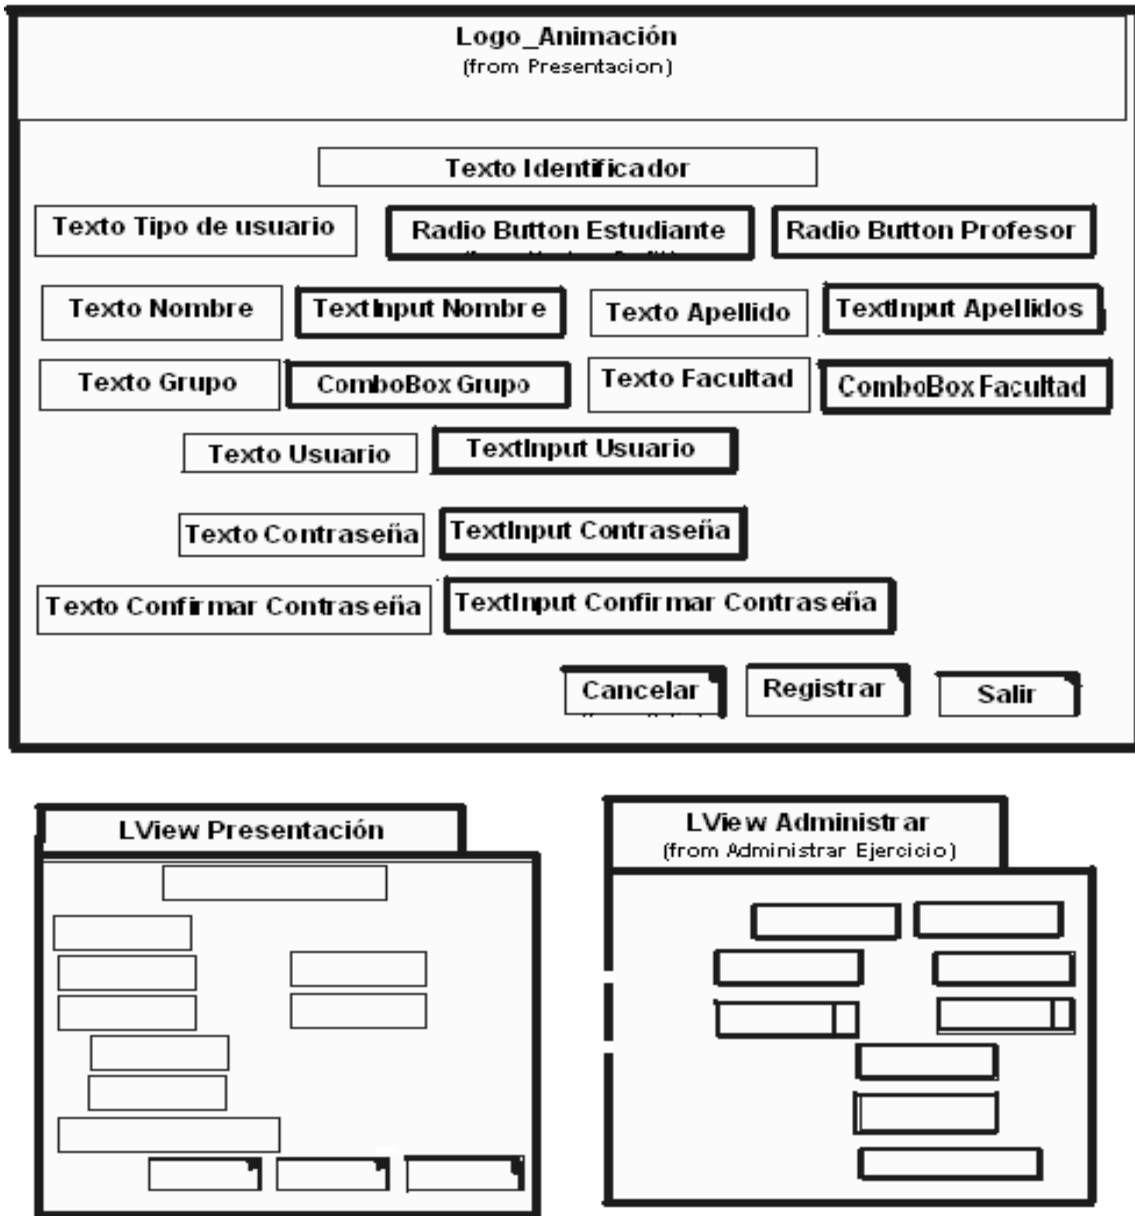 Logo_Animación
(from Presentacion)
Texto Identificador
Texto Tipo de usuario
Radio Button Estudiante
Radio Button Profesor
Texto Nombre
TextInput Nombre
Texto Apellido
TextInput Apellidos
Texto Grupo
ComboBox Grupo
Texto Facultad
ComboBox Facultad
Texto Usuario
TextInput Usuario
Texto Contraseña
TextInput Contraseña
Texto Confirmar Contraseña
TextInput Confirmar Contraseña
Cancelar
Registrar
Salir
LView Presentación
LView Administrar
(from Administrar Ejercicio)